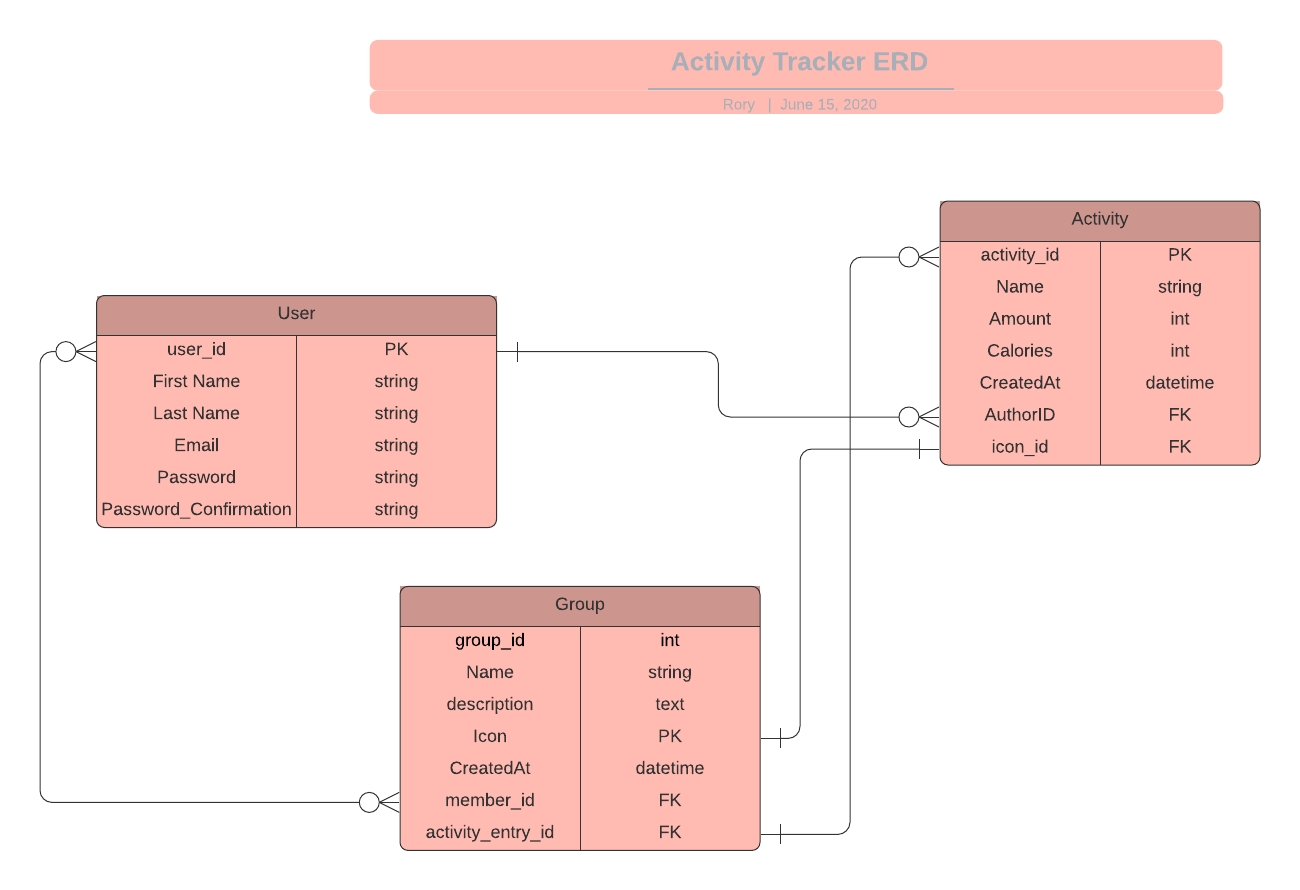 Activity Tracker ERD
Rory | June 15, 2020
Activity
activity_id PK
Name string
Amount int
Calories int
CreatedAt datetime
AuthorID FK
icon_id FK
User
user_id PK
First Name string
Last Name string
Email string
Password string
Password_Confirmation string
Group
group_id int
Name string
description text
Icon PK
CreatedAt datetime
member_id FK
activity_entry_id FK